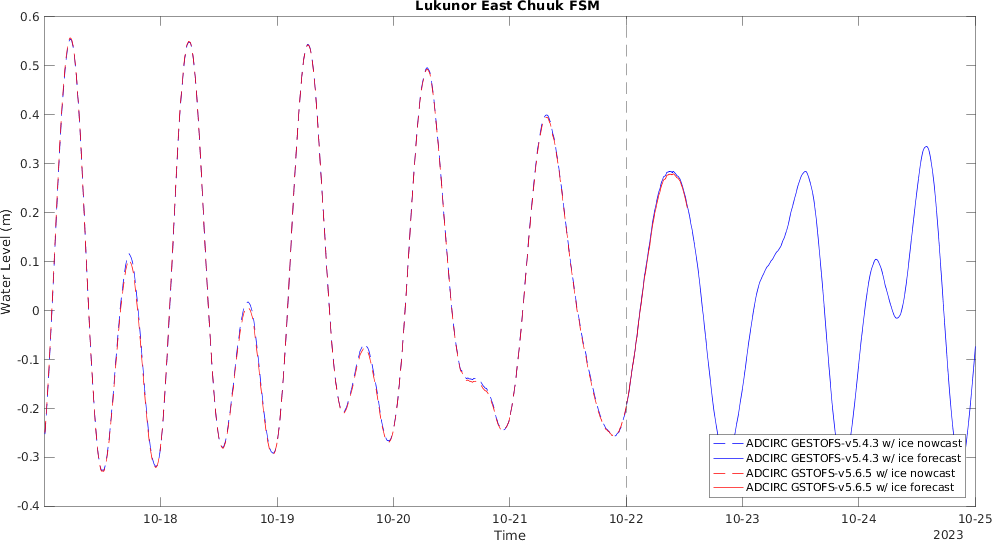 Lukunor East Chuuk FSM
0.6
0.5
0.4
0.3
0.2
0.1
0
-0.1
-0.2
-0.3
-0.4
Water Level (m)
ADCIRC GESTOFS-v5.4.3 w/ ice nowcast
ADCIRC GESTOFS-v5.4.3 w/ ice forecast
ADCIRC GSTOFS-v5.6.5 w/ ice nowcast
ADCIRC GSTOFS-v5.6.5 w/ ice forecast
10-18 10-19 10-20 10-21 10-22 10-23 10-24 10-25
Time
2023